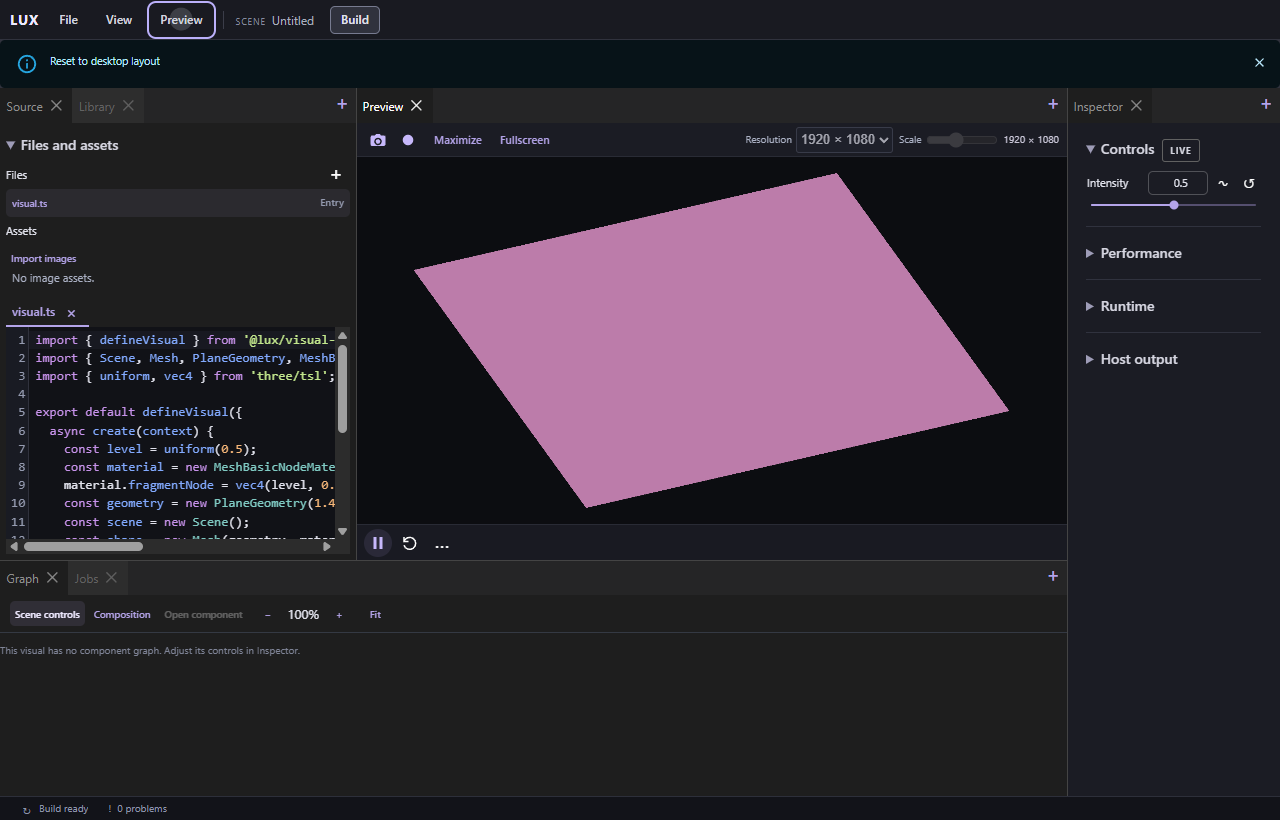 LUX File View Preview SCENE Untitled Build
Reset to desktop layout
Source Library
Files and assets
Files
visual.ts Entry
Assets
Import images
No image assets.
visual.ts
1 import { defineVisual } from '@lux/visual-
2 import { Scene, Mesh, PlaneGeometry, MeshB
3 import { uniform, vec4 } from 'three/tsl';
4
5 export default defineVisual({
6 async create(context) {
7 const level = uniform(0.5);
8 const material = new MeshBasicNodeMate
9 material.fragmentNode = vec4(level, 0.
10 const geometry = new PlaneGeometry(1.4
11 const scene = new Scene();
Preview
Maximize Fullscreen Resolution 1920 × 1080 Scale 1920 × 1080
...
Inspector
Controls LIVE
Intensity 0.5
Performance
Runtime
Host output
Graph Jobs
Scene controls Composition Open component − 100% + Fit
This visual has no component graph. Adjust its controls in Inspector.
Build ready ! 0 problems